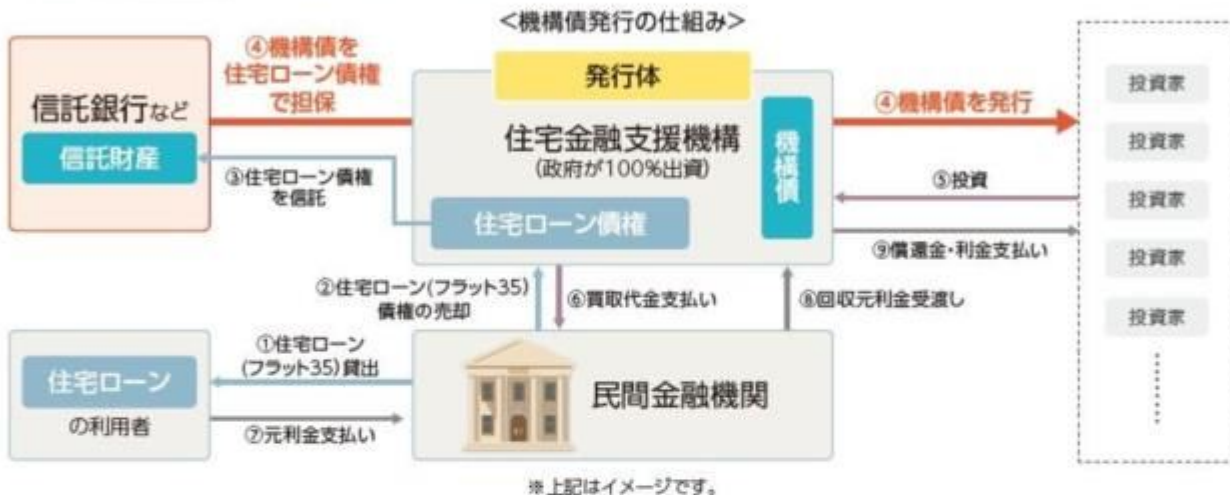 <機構債発行の仕組み>
④機構債を
住宅ローン債権
で担保
発行体
信託銀行など
信託財産
住宅金融支援機構
(政府が100%出資)
機構債
④機構債を発行
投資家
投資家
投資家
投資家
投資家
③住宅ローン債権
を信託
住宅ローン債権
⑤投資
⑨償還金・利金支払い
②住宅ローン(フラット35)
債権の売却
⑥買取代金支払い
⑧回収元利金受渡し
①住宅ローン
(フラット35)貸出
住宅ローン
の利用者
⑦元利金支払い
民間金融機関
※上記はイメージです。